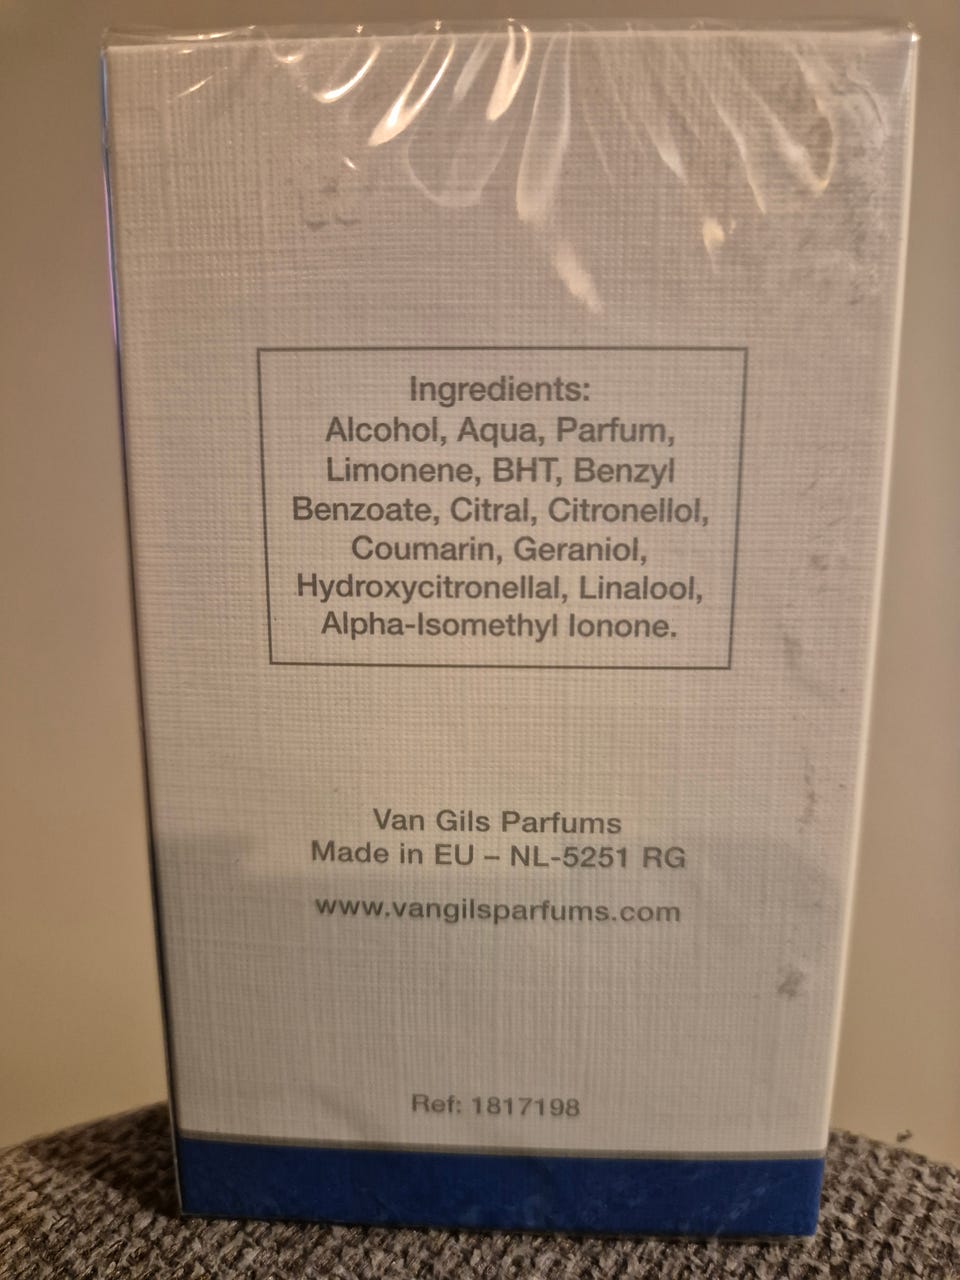 Ingredients:
Alcohol, Aqua, Parfum,
Limonene, BHT, Benzyl
Benzoate, Citral, Citronellol,
Coumarin, Geraniol,
Hydroxycitronellal, Linalool,
Alpha-Isomethyl Ionone.
Van Gils Parfums
Made in EU – NL-5251 RG
www.vangilsparfums.com
Ref: 1817198